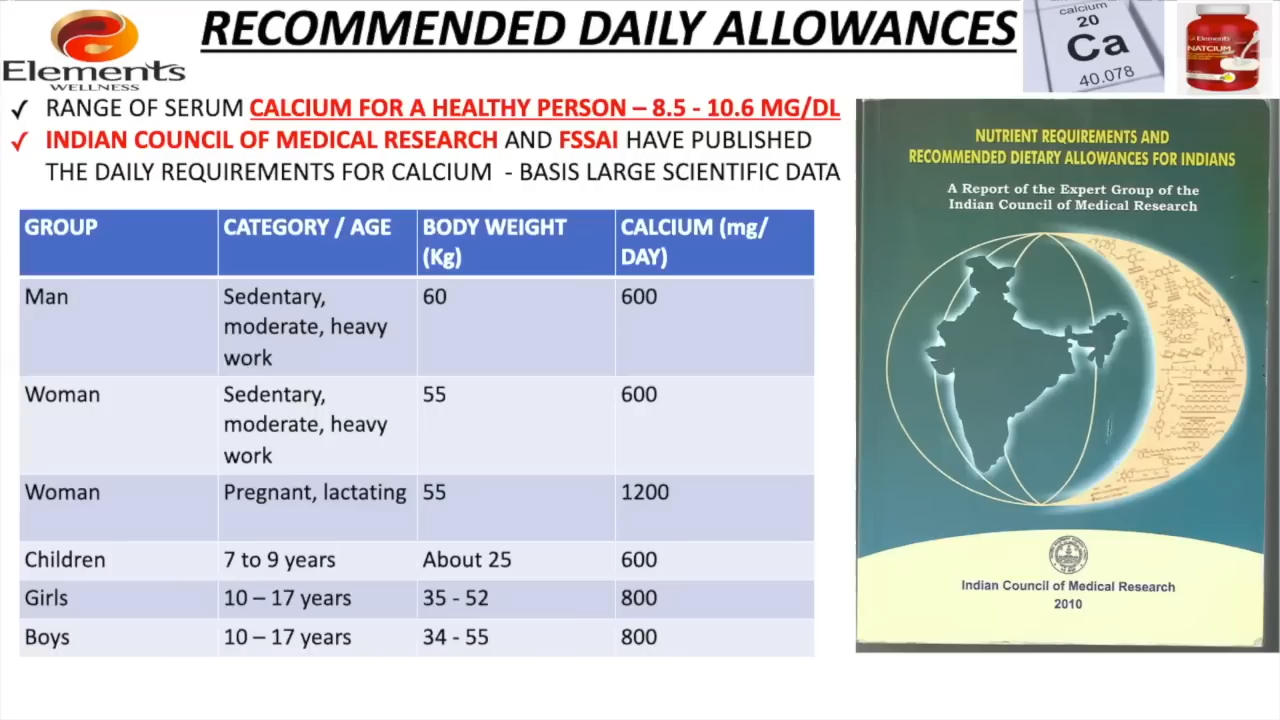 RECOMMENDED DAILY ALLOWANCES
Elements
WELLNESS
calcium
20
Ca
40.078
Elements
NATCIUM
✓ RANGE OF SERUM CALCIUM FOR A HEALTHY PERSON – 8.5 - 10.6 MG/DL
✓ INDIAN COUNCIL OF MEDICAL RESEARCH AND FSSAI HAVE PUBLISHED
THE DAILY REQUIREMENTS FOR CALCIUM - BASIS LARGE SCIENTIFIC DATA
GROUP CATEGORY / AGE BODY WEIGHT CALCIUM (mg/
(Kg) DAY)
Man Sedentary, 60 600
moderate, heavy
work
Woman Sedentary, 55 600
moderate, heavy
work
Woman Pregnant, lactating 55 1200
Children 7 to 9 years About 25 600
Girls 10 – 17 years 35 - 52 800
Boys 10 – 17 years 34 - 55 800
NUTRIENT REQUIREMENTS AND
RECOMMENDED DIETARY ALLOWANCES FOR INDIANS
A Report of the Expert Group of the
Indian Council of Medical Research
Indian Council of Medical Research
2010